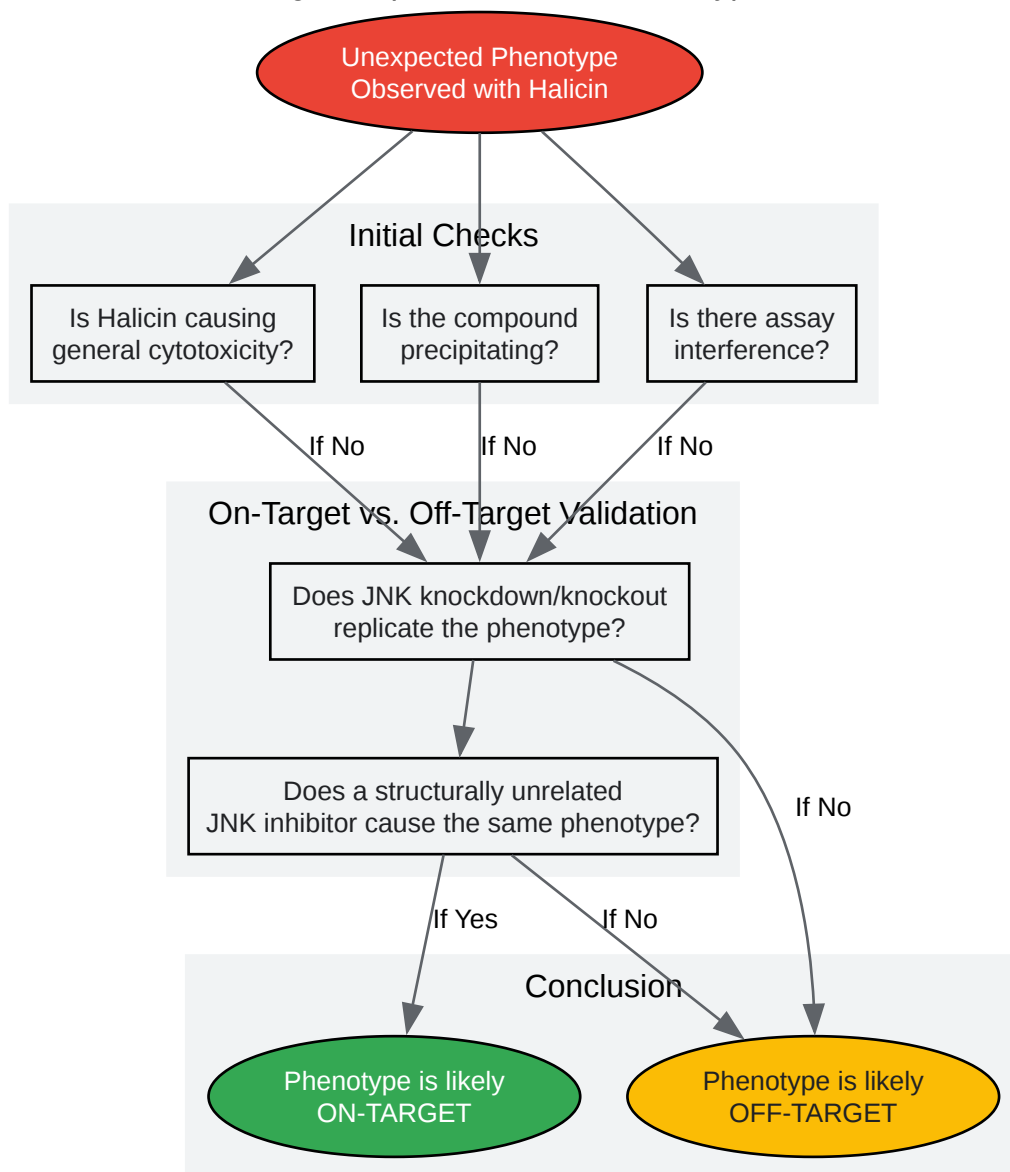 Unexpected Phenotype
Observed with Halicin
Initial Checks
Is Halicin causing
general cytotoxicity?
Is the compound
precipitating?
Is there assay
interference?
If No
If No
If No
On-Target vs. Off-Target Validation
Does JNK knockdown/knockout
replicate the phenotype?
Does a structurally unrelated
JNK inhibitor cause the same phenotype?
If No
If Yes
If No
Conclusion
Phenotype is likely
ON-TARGET
Phenotype is likely
OFF-TARGET